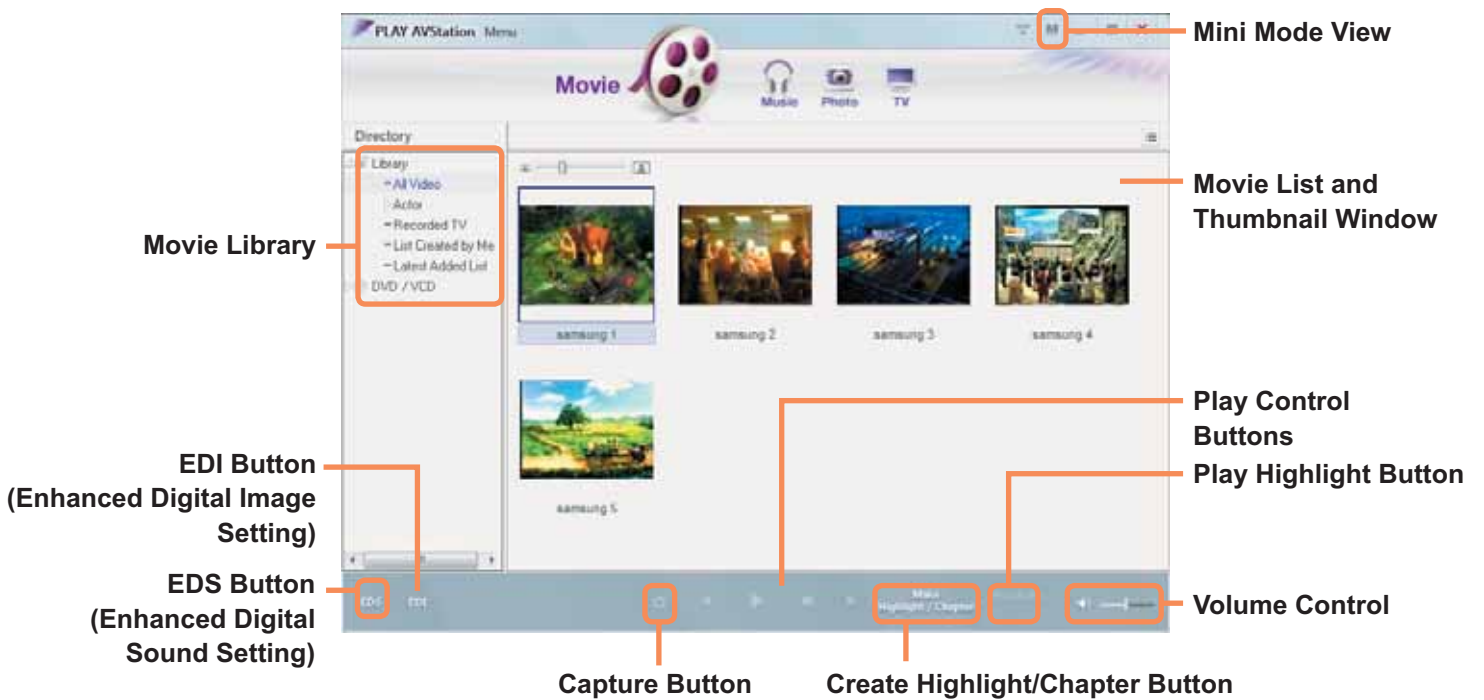 PLAY AVStation Menu
M
Mini Mode View
Movie
Music
Photo
TV
Directory
Library
All Video
Actor
Recorded TV
List Created by Me
Latest Added List
DVD / VCD
Movie Library
Movie List and
Thumbnail Window
samsung 1
samsung 2
samsung 3
samsung 4
samsung 5
Play Control
Buttons
Play Highlight Button
EDI Button
(Enhanced Digital Image
Setting)
EDS Button
(Enhanced Digital
Sound Setting)
EDS
EDI
Make
Highlight / Chapter
Volume Control
Capture Button
Create Highlight/Chapter Button